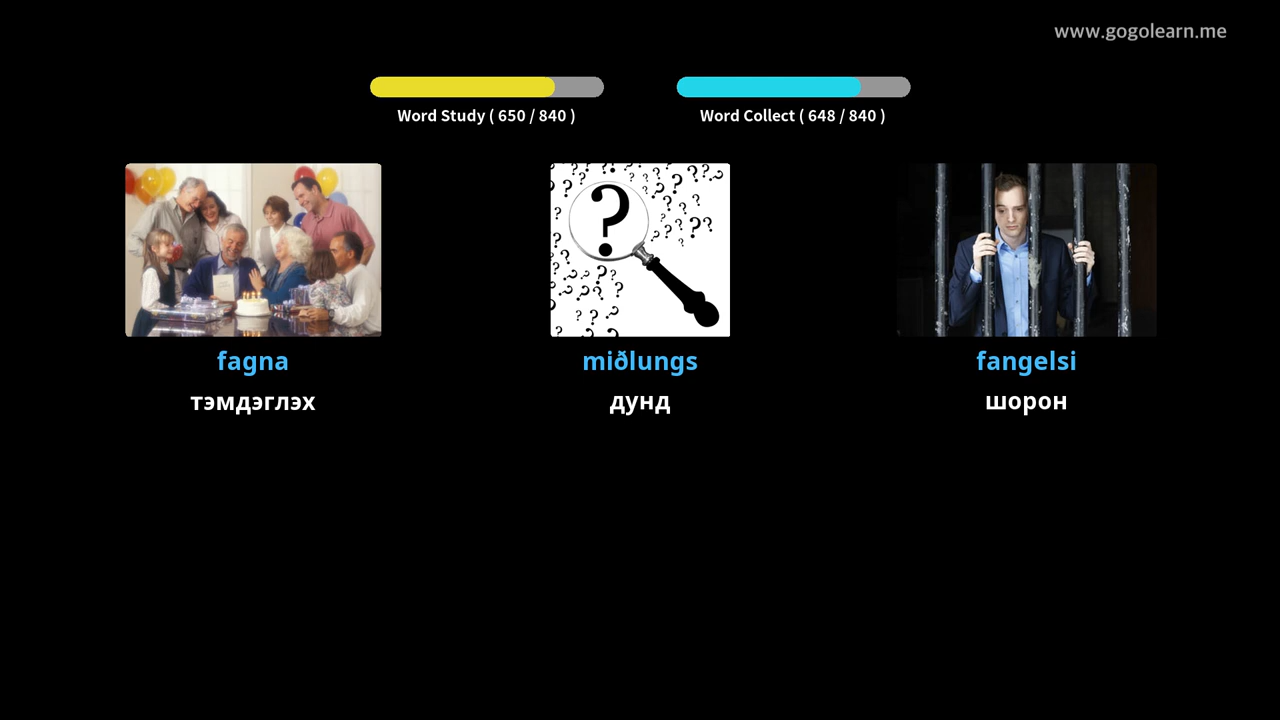 www.gogolearn.me
Word Study ( 650 / 840 )
Word Collect ( 648 / 840 )
fagna
miðlungs
fangelsi
тэмдэглэх
дунд
шорон